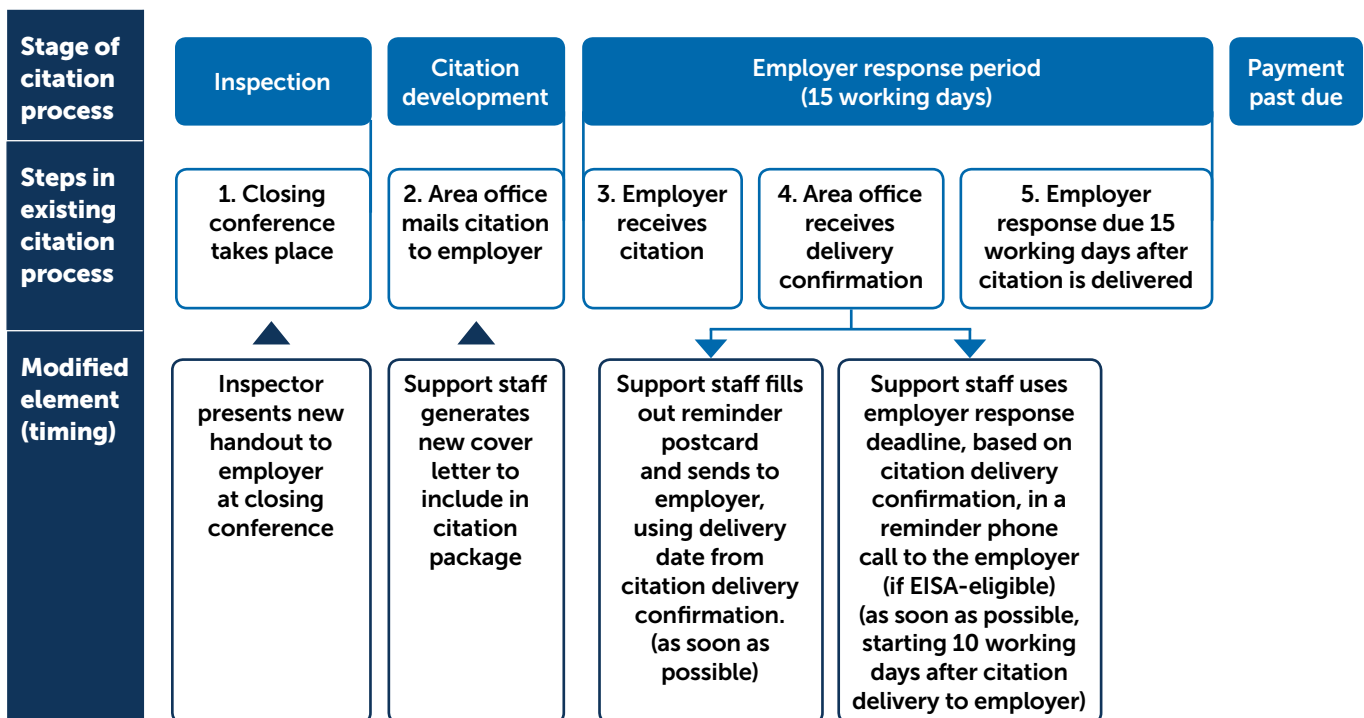 Stage of
citation
process
Inspection
Citation
development
Employer response period
(15 working days)
Payment
past due
Steps in
existing
citation
process
1. Closing
conference
takes place
2. Area office
mails citation
to employer
3. Employer
receives
citation
4. Area office
receives
delivery
confirmation
5. Employer
response due 15
working days after
citation is delivered
Modified
element
(timing)
Inspector
presents new
handout to
employer
at closing
conference
Support staff
generates
new cover
letter to
include in
citation
package
Support staff fills
out reminder
postcard
and sends to
employer,
using delivery
date from
citation delivery
confirmation.
(as soon as
possible)
Support staff uses
employer response
deadline, based on
citation delivery
confirmation, in a
reminder phone
call to the employer
(if EISA-eligible)
(as soon as possible,
starting 10 working
days after citation
delivery to employer)